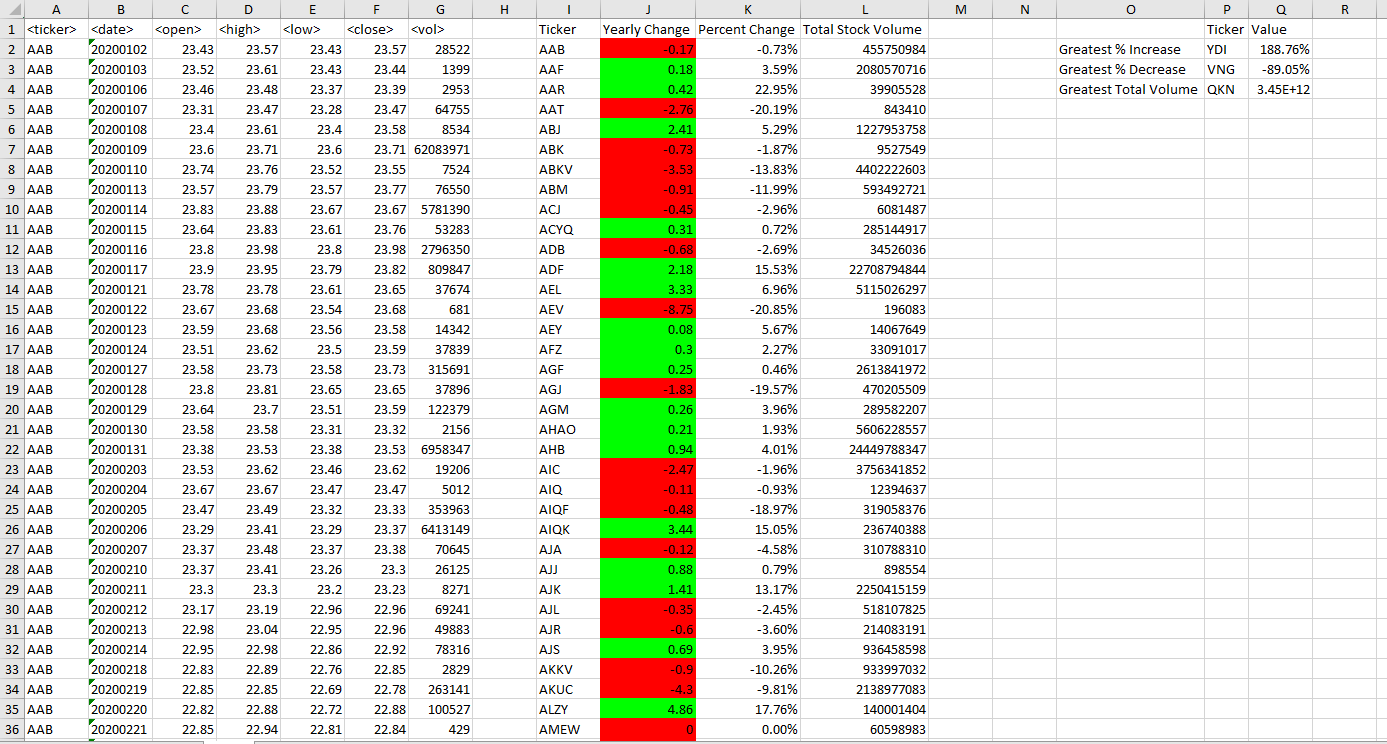 A B C D E F G H I J K L M N O P Q R
1 <ticker> <date> <open> <high> <low> <close> <vol> Ticker Yearly Change Percent Change Total Stock Volume Ticker Value
2 AAB 20200102 23.43 23.57 23.43 23.57 28522 AAB -0.17 -0.73% 455750984 Greatest % Increase YDI 188.76%
3 AAB 20200103 23.52 23.61 23.43 23.44 1399 AAF 0.18 3.59% 2080570716 Greatest % Decrease VNG -89.05%
4 AAB 20200106 23.46 23.48 23.37 23.39 2953 AAR 0.42 22.95% 39905528 Greatest Total Volume QKN 3.45E+12
5 AAB 20200107 23.31 23.47 23.28 23.47 64755 AAT -2.76 -20.19% 843410
6 AAB 20200108 23.4 23.61 23.4 23.58 8534 ABJ 2.41 5.29% 1227953758
7 AAB 20200109 23.6 23.71 23.6 23.71 62083971 ABK -0.73 -1.87% 9527549
8 AAB 20200110 23.74 23.76 23.52 23.55 7524 ABKV -3.53 -13.83% 4402222603
9 AAB 20200113 23.57 23.79 23.57 23.77 76550 ABM -0.91 -11.99% 593492721
10 AAB 20200114 23.83 23.88 23.67 23.67 5781390 ACJ -0.45 -2.96% 6081487
11 AAB 20200115 23.64 23.83 23.61 23.76 53283 ACYQ 0.31 0.72% 285144917
12 AAB 20200116 23.8 23.98 23.8 23.98 2796350 ADB -0.68 -2.69% 34526036
13 AAB 20200117 23.9 23.95 23.79 23.82 809847 ADF 2.18 15.53% 22708794844
14 AAB 20200121 23.78 23.78 23.61 23.65 37674 AEL 3.33 6.96% 5115026297
15 AAB 20200122 23.67 23.68 23.54 23.68 681 AEV -8.75 -20.85% 196083
16 AAB 20200123 23.59 23.68 23.56 23.58 14342 AEY 0.08 5.67% 14067649
17 AAB 20200124 23.51 23.62 23.5 23.59 37839 AFZ 0.3 2.27% 33091017
18 AAB 20200127 23.58 23.73 23.58 23.73 315691 AGF 0.25 0.46% 2613841972
19 AAB 20200128 23.8 23.81 23.65 23.65 37896 AGJ -1.83 -19.57% 470205509
20 AAB 20200129 23.64 23.7 23.51 23.59 122379 AGM 0.26 3.96% 289582207
21 AAB 20200130 23.58 23.58 23.31 23.32 2156 AHAO 0.21 1.93% 5606228557
22 AAB 20200131 23.38 23.53 23.38 23.53 6958347 AHB 0.94 4.01% 24449788347
23 AAB 20200203 23.53 23.62 23.46 23.62 19206 AIC -2.47 -1.96% 3756341852
24 AAB 20200204 23.67 23.67 23.47 23.47 5012 AIQ -0.11 -0.93% 12394637
25 AAB 20200205 23.47 23.49 23.32 23.33 353963 AIQF -0.48 -18.97% 319058376
26 AAB 20200206 23.29 23.41 23.29 23.37 6413149 AIQK 3.44 15.05% 236740388
27 AAB 20200207 23.37 23.48 23.37 23.38 70645 AJA -0.12 -4.58% 310788310
28 AAB 20200210 23.37 23.41 23.26 23.3 26125 AJJ 0.88 0.79% 898554
29 AAB 20200211 23.3 23.3 23.2 23.23 8271 AJK 1.41 13.17% 2250415159
30 AAB 20200212 23.17 23.19 22.96 22.96 69241 AJL -0.35 -2.45% 518107825
31 AAB 20200213 22.98 23.04 22.95 22.96 49883 AJR -0.6 -3.60% 214083191
32 AAB 20200214 22.95 22.98 22.86 22.92 78316 AJS 0.69 3.95% 936458598
33 AAB 20200218 22.83 22.89 22.76 22.85 2829 AKKV -0.9 -10.26% 933997032
34 AAB 20200219 22.85 22.85 22.69 22.78 263141 AKUC -4.3 -9.81% 2138977083
35 AAB 20200220 22.82 22.88 22.72 22.88 100527 ALZY 4.86 17.76% 140001404
36 AAB 20200221 22.85 22.94 22.81 22.84 429 AMEW 0 0.00% 60598983